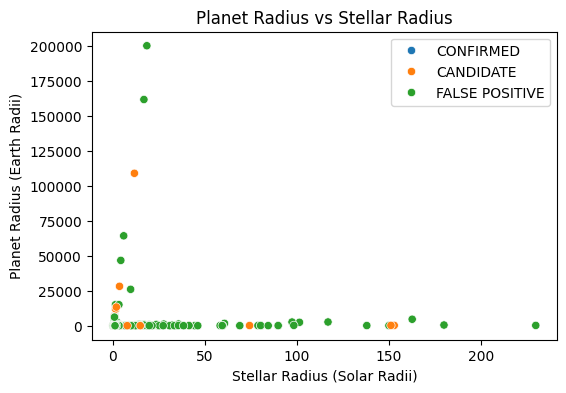 Planet Radius vs Stellar Radius
CONFIRMED
CANDIDATE
FALSE POSITIVE
Planet Radius (Earth Radii)
200000
175000
150000
125000
100000
75000
50000
25000
0
0 50 100 150 200
Stellar Radius (Solar Radii)